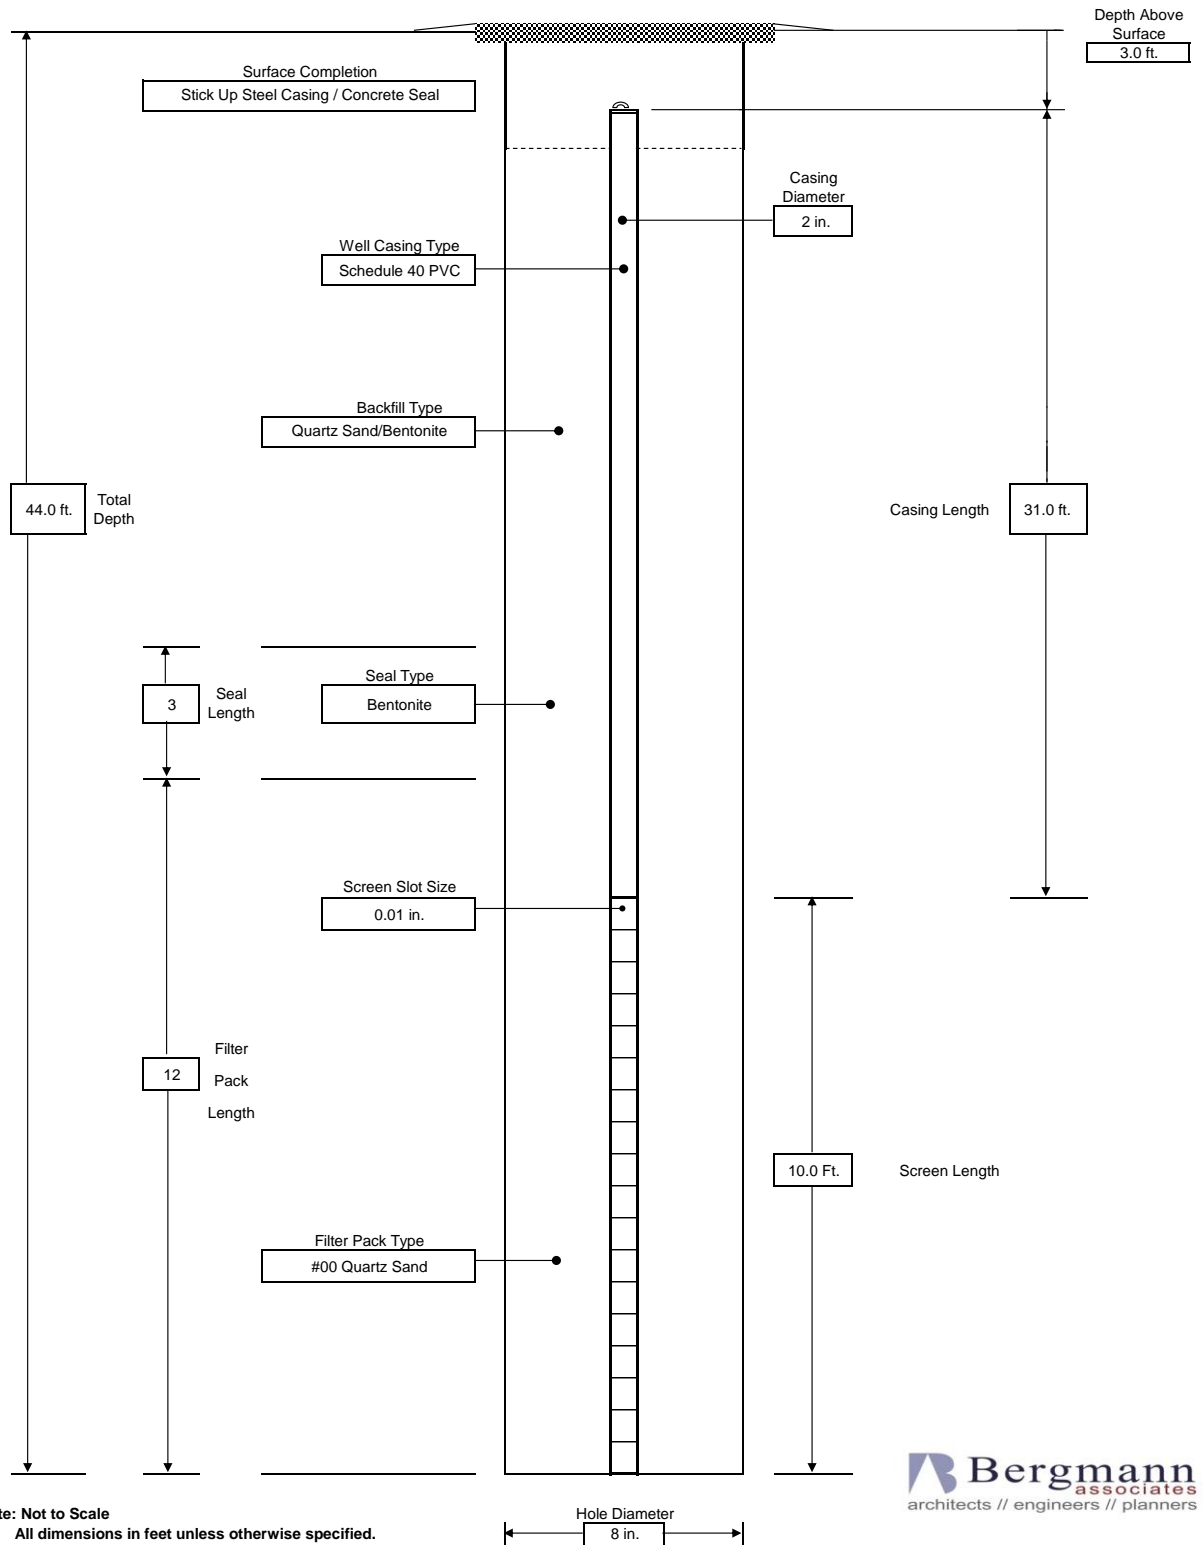 Depth Above
Surface
3.0 ft.
Surface Completion
Stick Up Steel Casing / Concrete Seal
Casing
Diameter
2 in.
Well Casing Type
Schedule 40 PVC
Backfill Type
Quartz Sand/Bentonite
44.0 ft.
Total
Depth
Casing Length
31.0 ft.
3
Seal
Length
Seal Type
Bentonite
Screen Slot Size
0.01 in.
12
Filter
Pack
Length
10.0 Ft.
Screen Length
Filter Pack Type
#00 Quartz Sand
Bergmann
associates
architects // engineers // planners
te: Not to Scale
All dimensions in feet unless otherwise specified.
Hole Diameter
8 in.